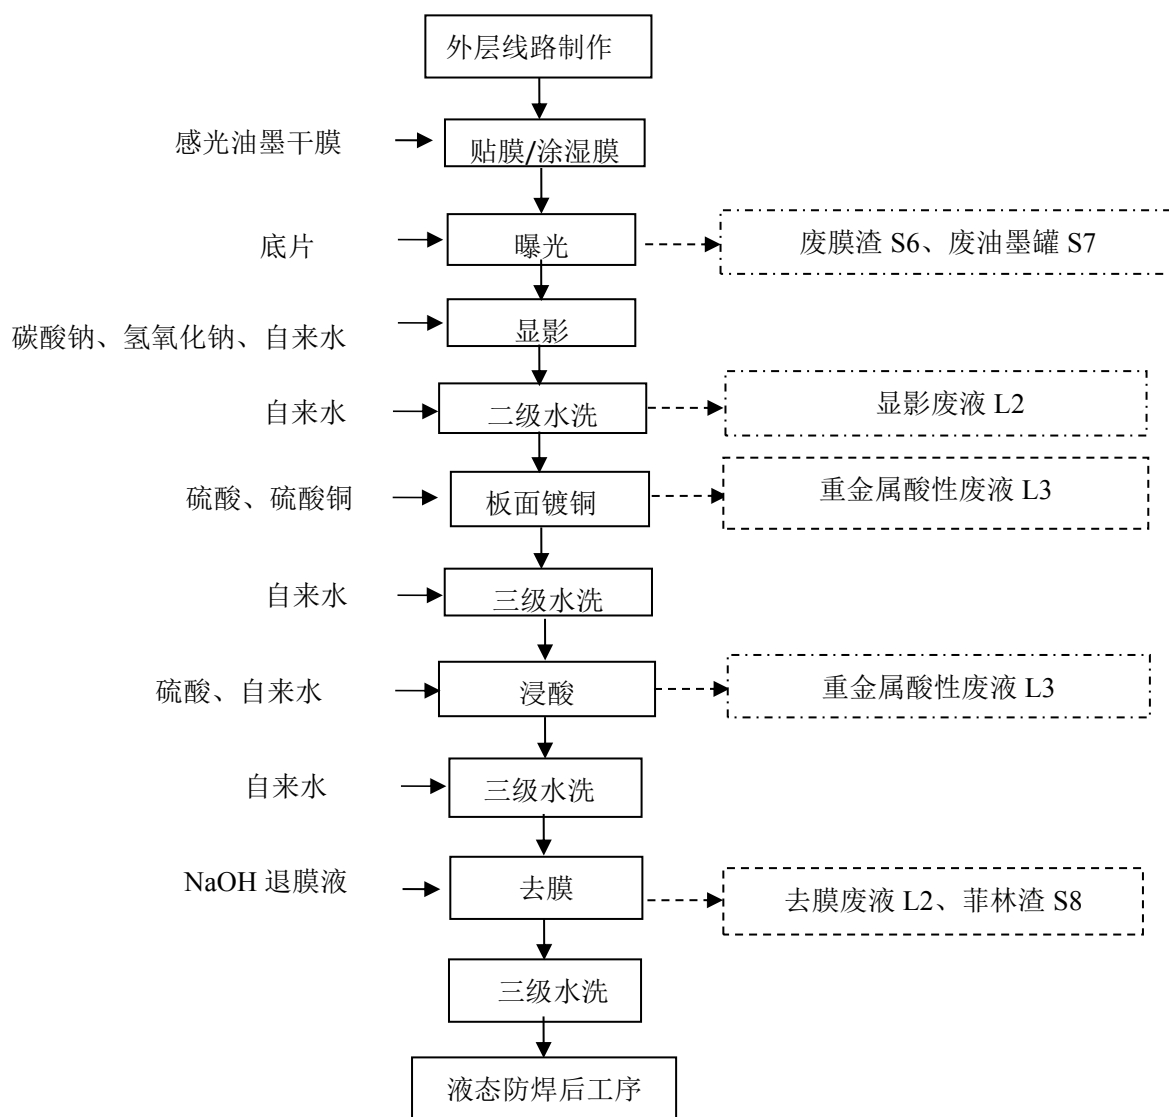 外层线路制作
感光油墨干膜
贴膜/涂湿膜
底片
曝光
废膜渣 S6、废油墨罐 S7
碳酸钠、氢氧化钠、自来水
显影
自来水
二级水洗
显影废液 L2
硫酸、硫酸铜
板面镀铜
重金属酸性废液 L3
自来水
三级水洗
硫酸、自来水
浸酸
重金属酸性废液 L3
自来水
三级水洗
NaOH 退膜液
去膜
去膜废液 L2、菲林渣 S8
三级水洗
液态防焊后工序